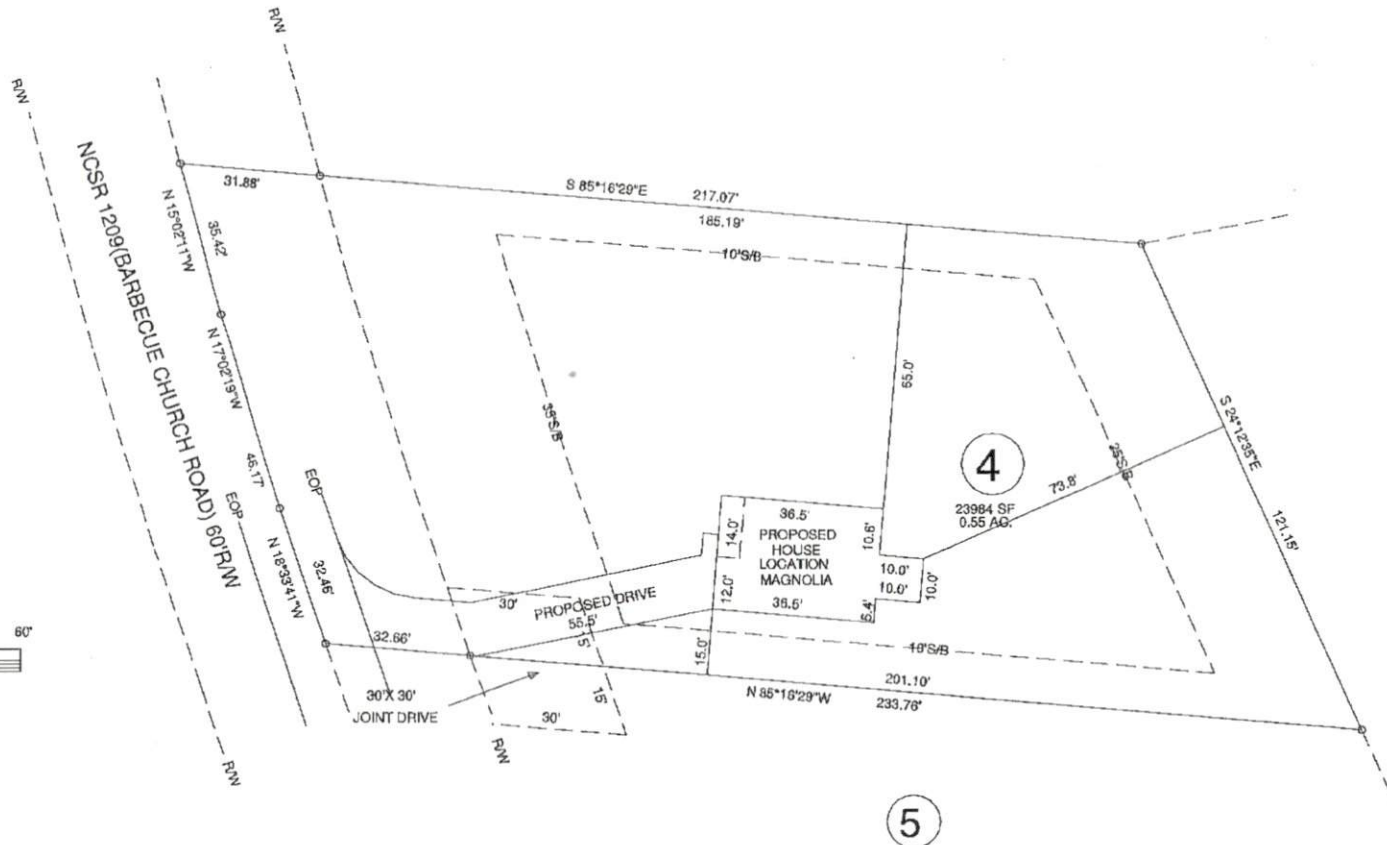 R/W
R/W
NCSR 1209(BARBECUE CHURCH ROAD) 60'R/W
31.88'
S 85°16'29"E
217.07'
185.19'
N 15°02'11"W
35.42'
10'S/B
N 17°02'19"W
46.17'
35'S/B
65.0'
S 24°12'35"E
121.15'
4
23984 SF
0.55 AC.
25'S/B
73.8'
EOP
EOP
N 18°33'41"W
32.46'
36.5'
14.0'
PROPOSED
HOUSE
LOCATION
MAGNOLIA
10.6'
10.0'
10.0'
10.0'
12.0'
36.5'
5.4'
30'
PROPOSED DRIVE
55.5'
15'
60'
32.66'
15.0'
10'S/B
30'X 30'
JOINT DRIVE
15'
30'
201.10'
N 85°16'29"W
233.76'
R/W
R/W
5